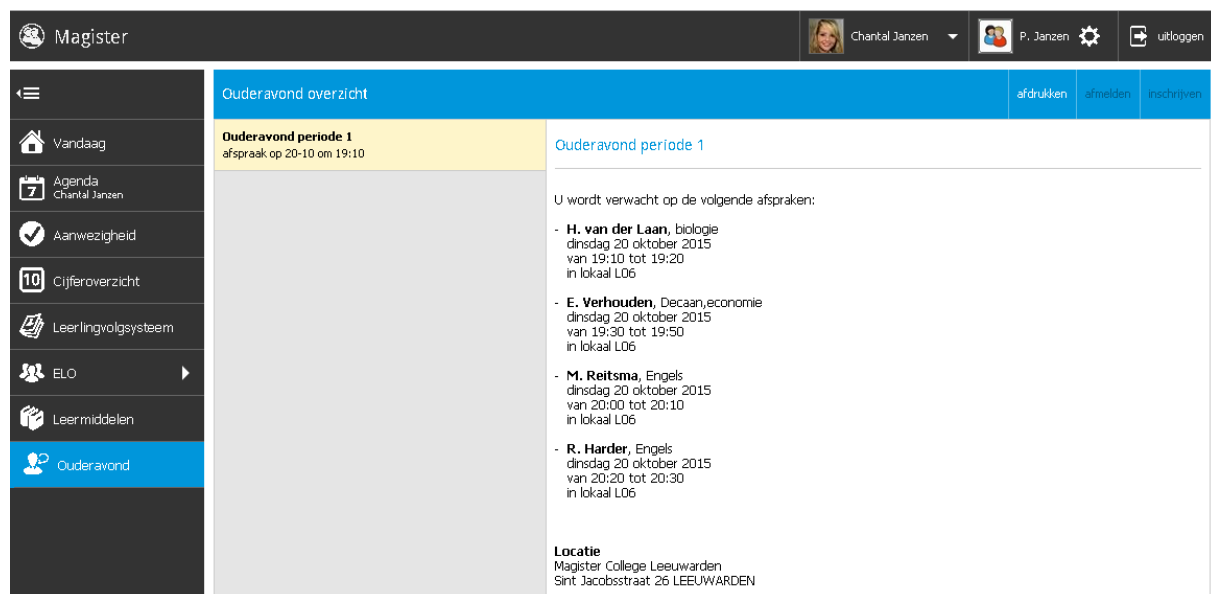 Magister
Chantal Janzen
P. Janzen
uitloggen
Ouderavond overzicht
afdrukken
afmelden
inschrijven
Vandaag
7
Agenda
Chantal Janzen
Aanwezigheid
10
Cijferoverzicht
Leerlingvolgsysteem
ELO
Leermiddelen
Ouderavond
Ouderavond periode 1
afspraak op 20-10 om 19:10
Ouderavond periode 1
U wordt verwacht op de volgende afspraken:
- H. van der Laan, biologie
dinsdag 20 oktober 2015
van 19:10 tot 19:20
in lokaal L06
- E. Verhouden, Decaan,economie
dinsdag 20 oktober 2015
van 19:30 tot 19:50
in lokaal L06
- M. Reitsma, Engels
dinsdag 20 oktober 2015
van 20:00 tot 20:10
in lokaal L06
- R. Harder, Engels
dinsdag 20 oktober 2015
van 20:20 tot 20:30
in lokaal L06
Locatie
Magister College Leeuwarden
Sint Jacobsstraat 26 LEEUWARDEN